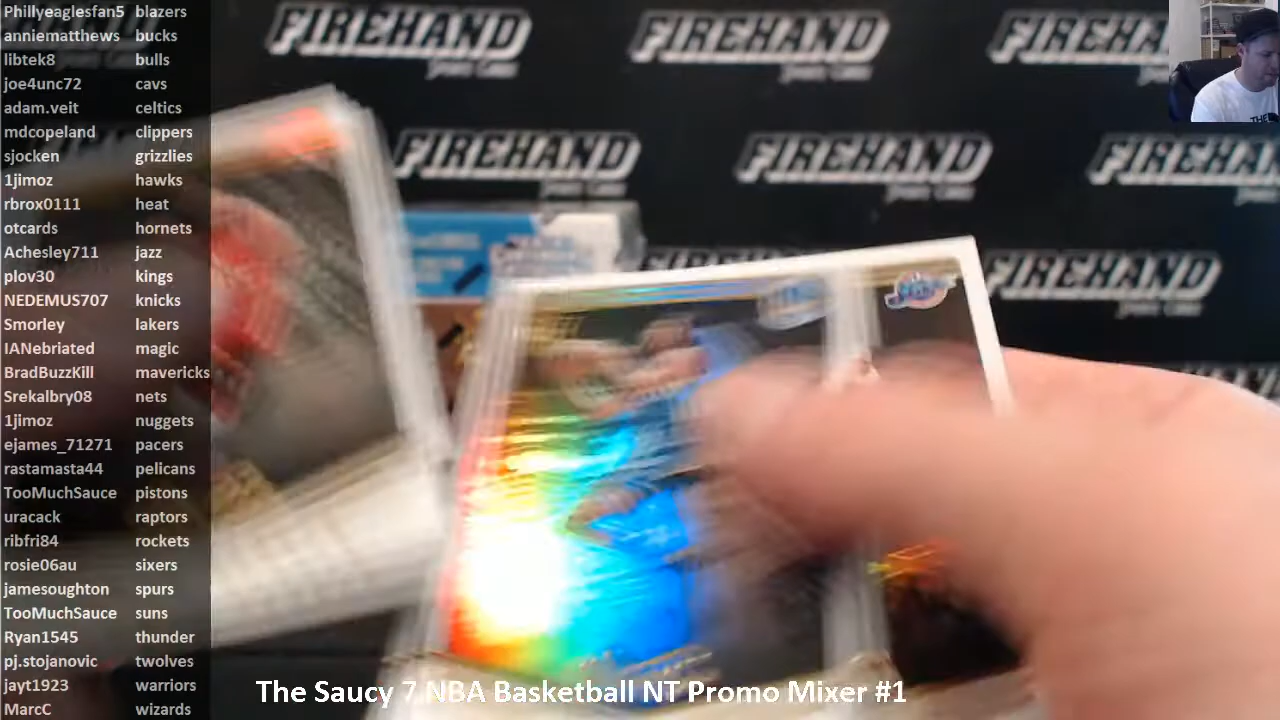 Phillyeaglesfan5 blazers
anniematthews bucks
libtek8 bulls
joe4unc72 cavs
adam.veit celtics
mdcopeland clippers
sjocken grizzlies
1jimoz hawks
rbrox0111 heat
otcards hornets
Achesley711 jazz
plov30 kings
NEDEMUS707 knicks
Smorley lakers
IANebriated magic
BradBuzzKill mavericks
Srekalbry08 nets
1jimoz nuggets
ejames_71271 pacers
rastamasta44 pelicans
TooMuchSauce pistons
uracack raptors
ribfri84 rockets
rosie06au sixers
jamesoughton spurs
TooMuchSauce suns
Ryan1545 thunder
pj.stojanovic twolves
jayt1923 warriors
MarcC wizards
FIREHAND FIREHAND FIREHAND
FIREHAND FIREHAND FIREHAND
FIREHAND
The Saucy 7 NBA Basketball NT Promo Mixer #1